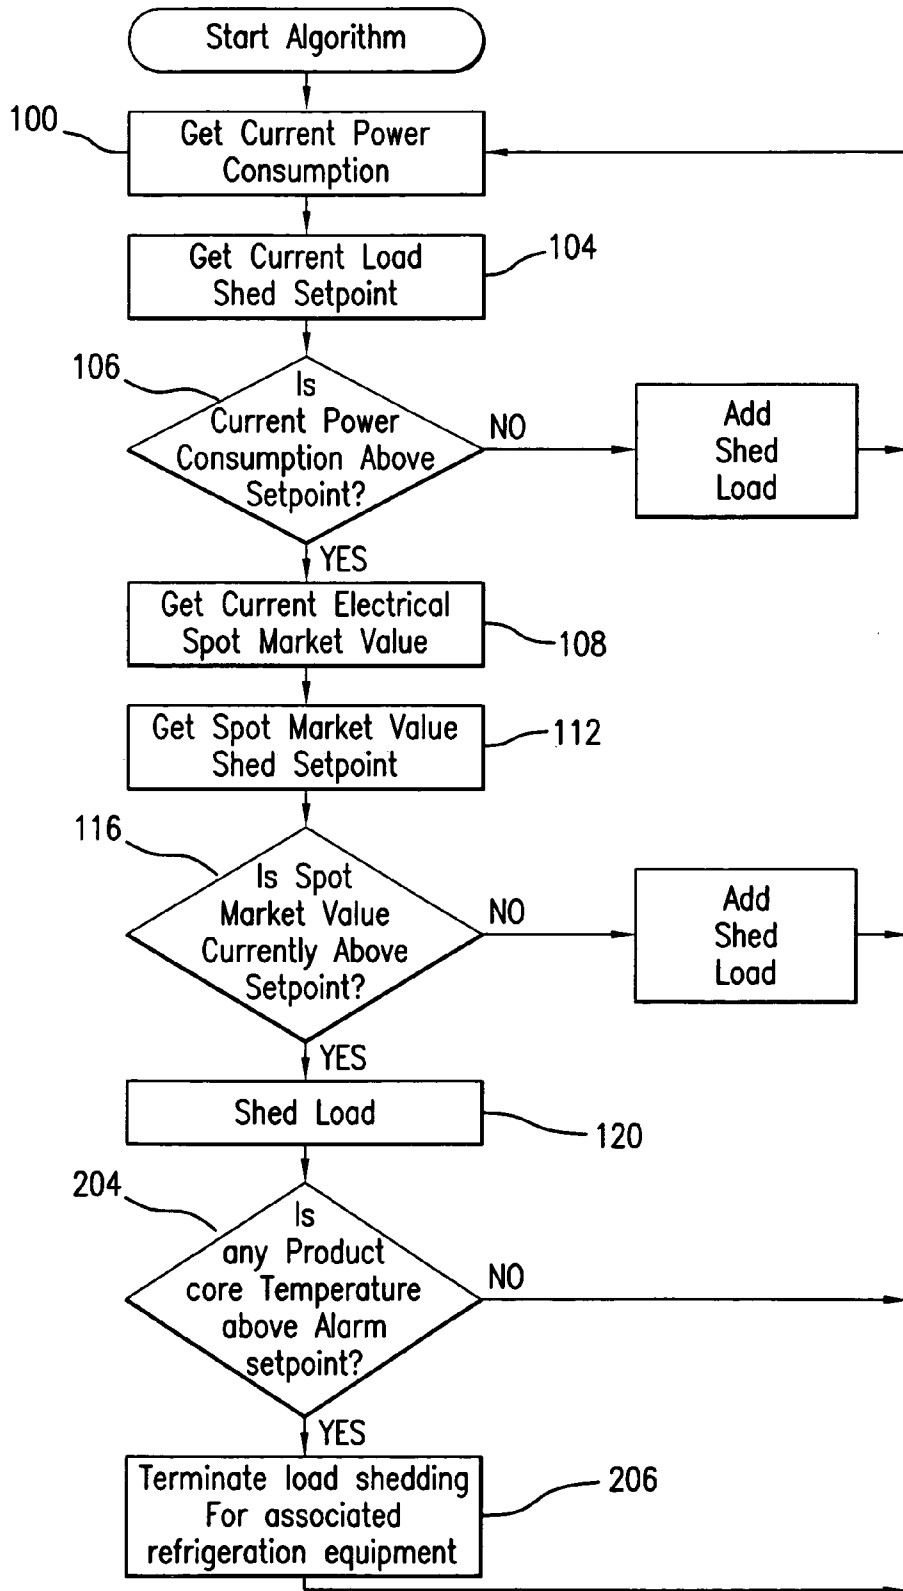 Start Algorithm
100
Get Current Power
Consumption
Get Current Load
Shed Setpoint
104
106
Is
Current Power
Consumption Above
Setpoint?
NO
Add
Shed
Load
YES
Get Current Electrical
Spot Market Value
108
Get Spot Market Value
Shed Setpoint
112
116
Is Spot
Market Value
Currently Above
Setpoint?
NO
Add
Shed
Load
YES
Shed Load
120
204
Is
any Product
core Temperature
above Alarm
setpoint?
NO
YES
Terminate load shedding
For associated
refrigeration equipment
206